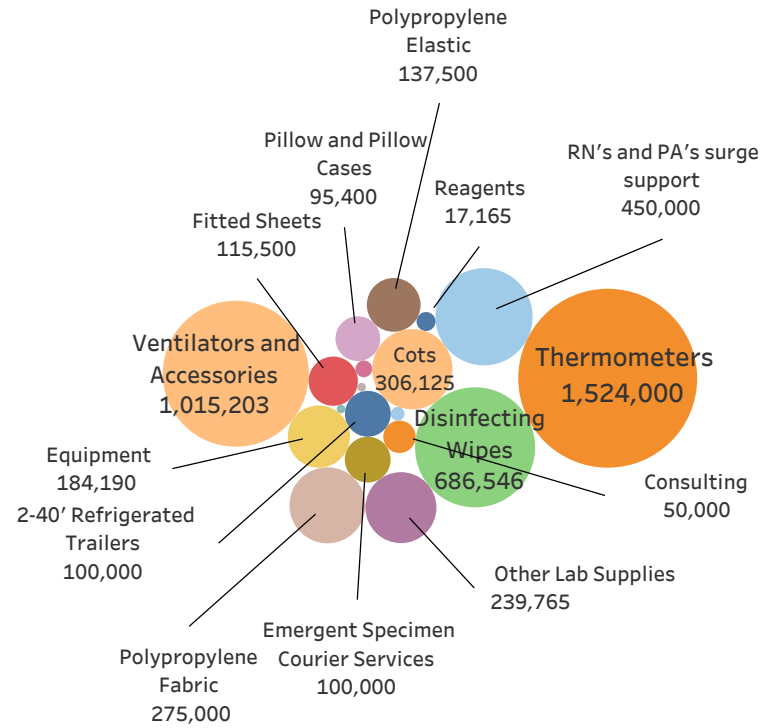 Polypropylene
Elastic
137,500
Pillow and Pillow
Cases
95,400
RN's and PA's surge
support
450,000
Reagents
17,165
Fitted Sheets
115,500
Ventilators and
Accessories
1,015,203
Cots
306,125
Thermometers
1,524,000
Disinfecting
Wipes
686,546
Equipment
184,190
Consulting
50,000
2-40' Refrigerated
Trailers
100,000
Other Lab Supplies
239,765
Emergent Specimen
Courier Services
100,000
Polypropylene
Fabric
275,000